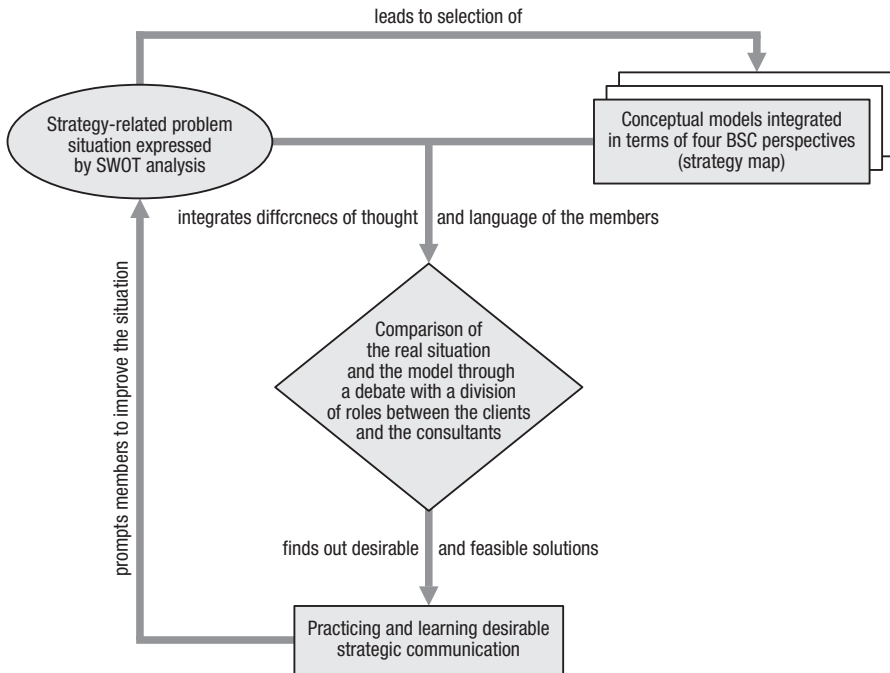 leads to selection of
Strategy-related problem
situation expressed
by SWOT analysis
Conceptual models integrated
in terms of four BSC perspectives
(strategy map)
integrates diffcrcnecs of thought and language of the members
prompts members to improve the situation
Comparison of
the real situation
and the model through
a debate with a division
of roles between the clients
and the consultants
finds out desirable and feasible solutions
Practicing and learning desirable
strategic communication